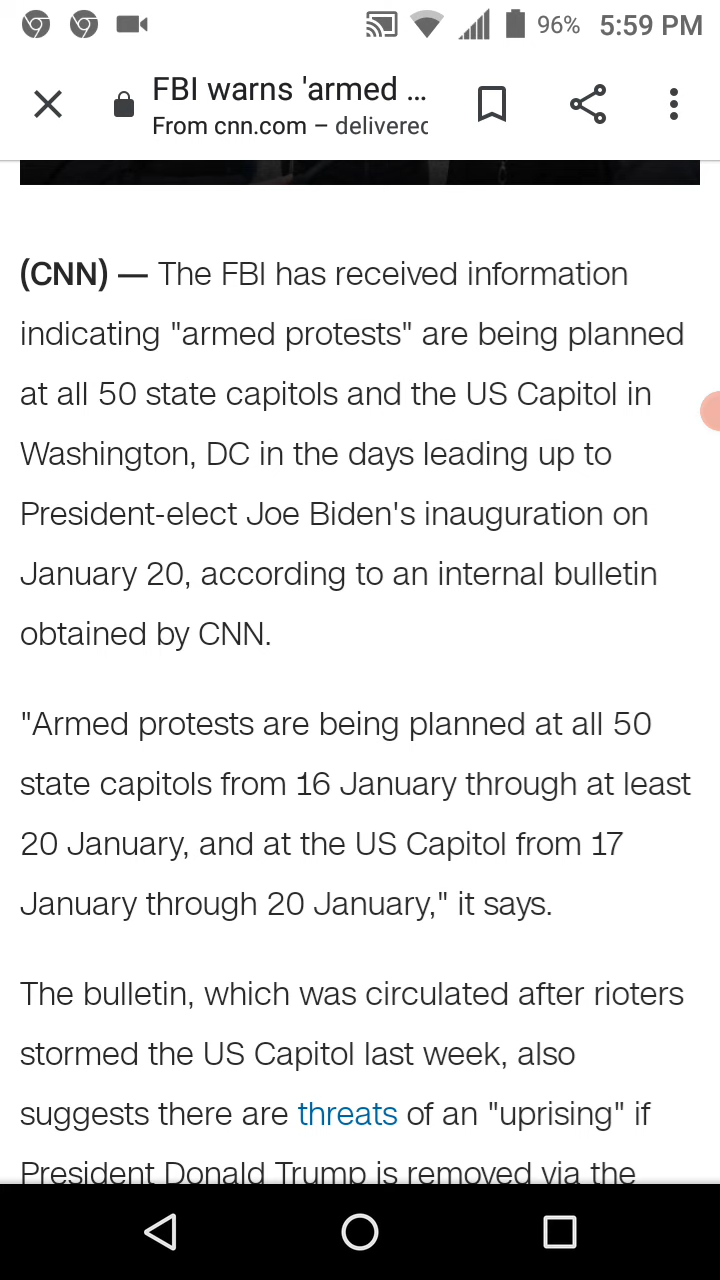 96% 5:59 PM
FBI warns 'armed ...
From cnn.com – delivered
(CNN) — The FBI has received information
indicating "armed protests" are being planned
at all 50 state capitols and the US Capitol in
Washington, DC in the days leading up to
President-elect Joe Biden's inauguration on
January 20, according to an internal bulletin
obtained by CNN.
"Armed protests are being planned at all 50
state capitols from 16 January through at least
20 January, and at the US Capitol from 17
January through 20 January," it says.
The bulletin, which was circulated after rioters
stormed the US Capitol last week, also
suggests there are threats of an "uprising" if
President Donald Trump is removed via the